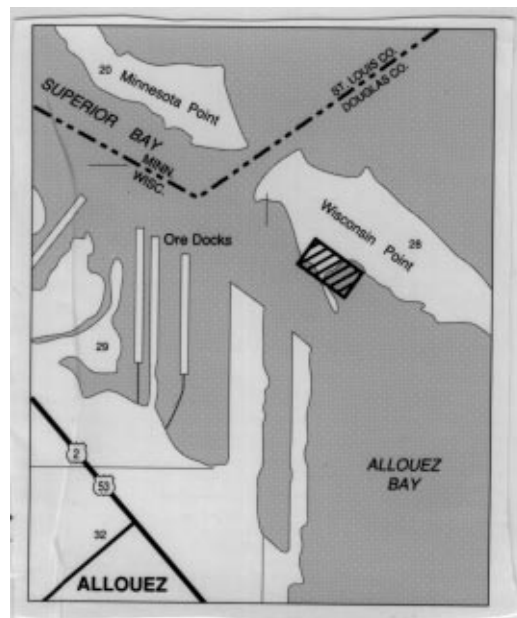 20
Minnesota Point
ST. LOUIS CO.
DOUGLAS CO.
SUPERIOR BAY
MINN.
WISC.
Wisconsin Point
28
Ore Docks
29
2
53
ALLOUEZ
BAY
32
ALLOUEZ